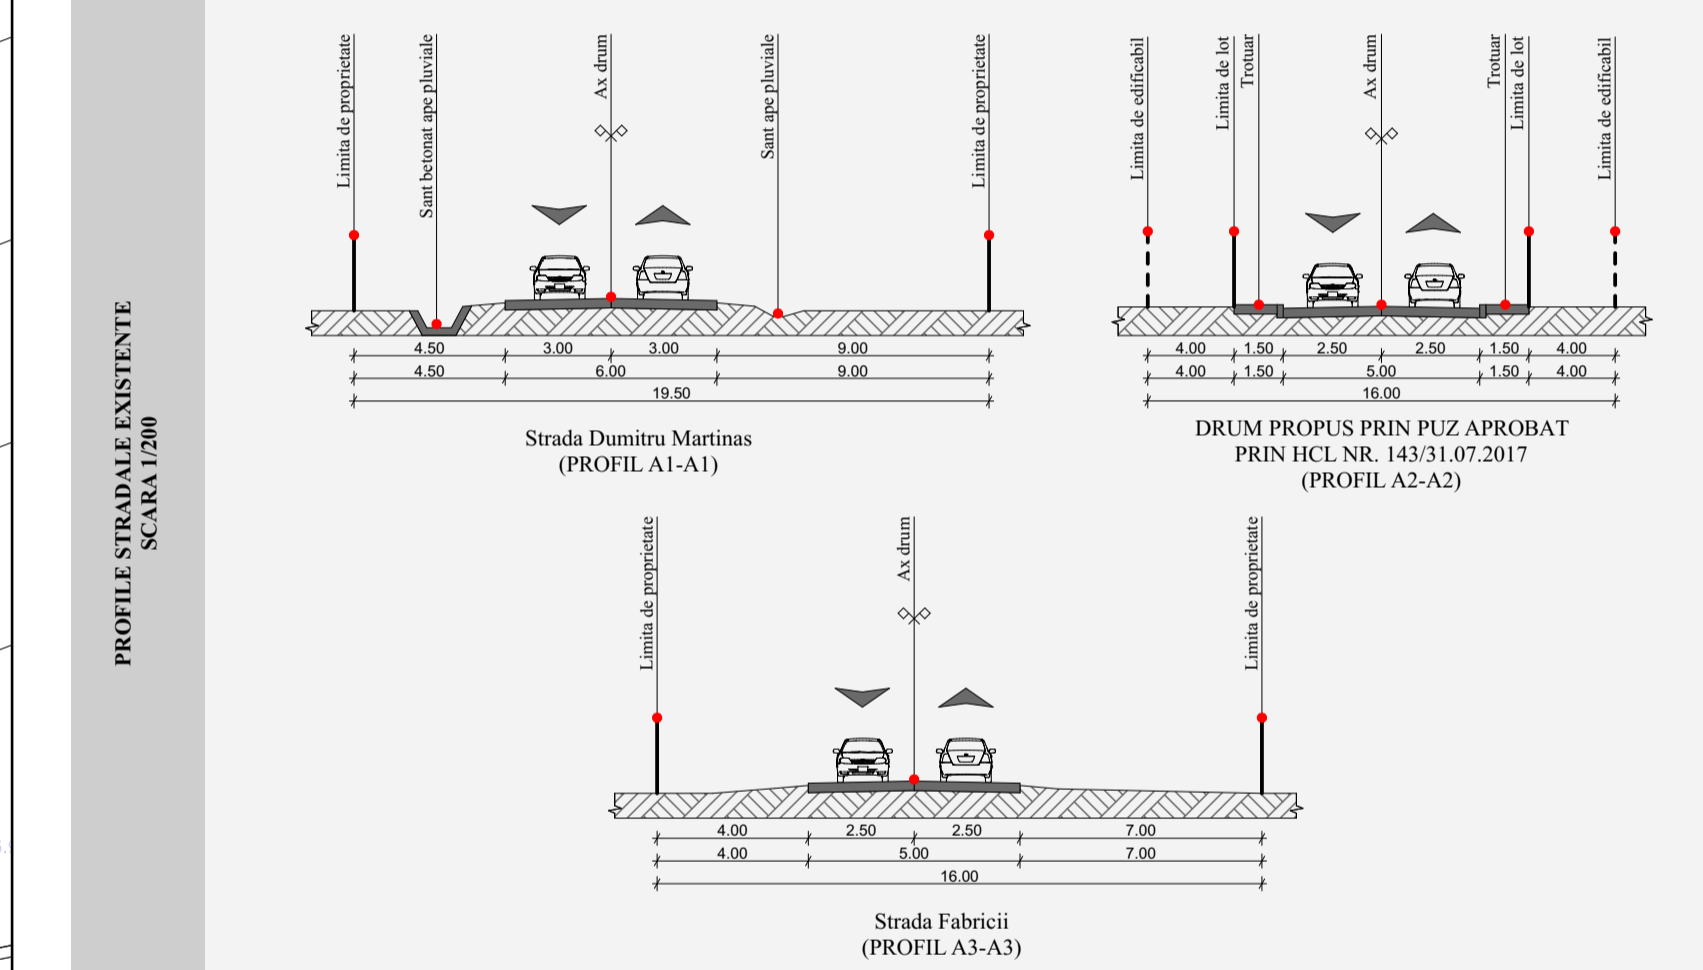 PROFILE STRADALE EXISTENTE
SCARA 1/200
Limita de proprietate
Sant betonat ape pluviale
Ax drum
Sant ape pluviale
Limita de proprietate
4.50 3.00 3.00 9.00
4.50 6.00 9.00
19.50
Strada Dumitru Martinas
(PROFIL A1-A1)
Limita de edificabil
Limita de lot
Trotuar
Ax drum
Trotuar
Limita de lot
Limita de edificabil
4.00 1.50 2.50 2.50 1.50 4.00
4.00 1.50 5.00 1.50 4.00
16.00
DRUM PROPUS PRIN PUZ APROBAT
PRIN HCL NR. 143/31.07.2017
(PROFIL A2-A2)
Limita de proprietate
Ax drum
Limita de proprietate
4.00 2.50 2.50 7.00
4.00 5.00 7.00
16.00
Strada Fabricii
(PROFIL A3-A3)